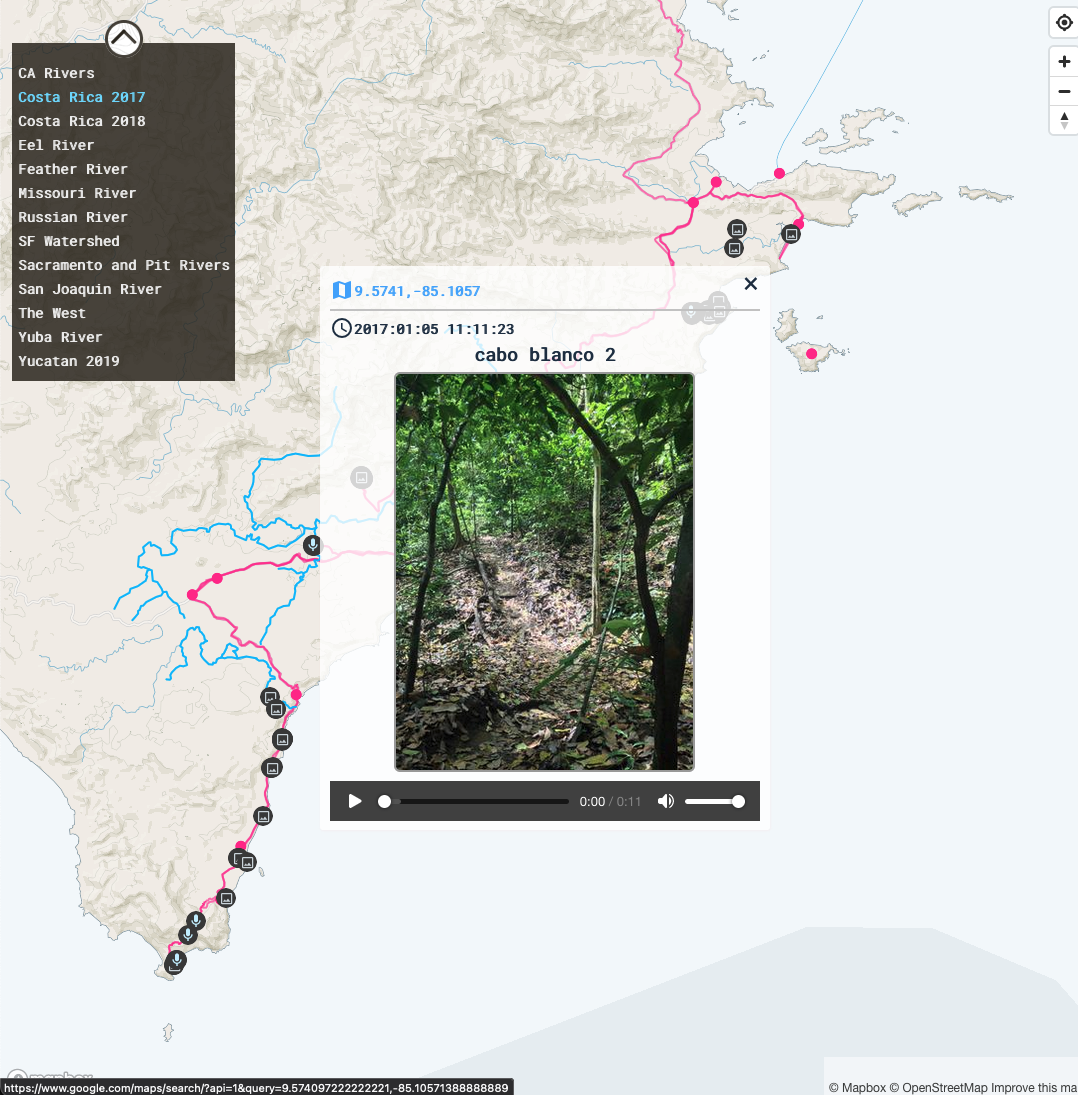 CA Rivers
Costa Rica 2017
Costa Rica 2018
Eel River
Feather River
Missouri River
Russian River
SF Watershed
Sacramento and Pit Rivers
San Joaquin River
The West
Yuba River
Yucatan 2019
9.5741,-85.1057
2017:01:05 11:11:23
cabo blanco 2
0:00 / 0:11
mapbox
https://www.google.com/maps/search/?api=1&query=9.574097222222221,-85.10571388888889
© Mapbox © OpenStreetMap Improve this ma